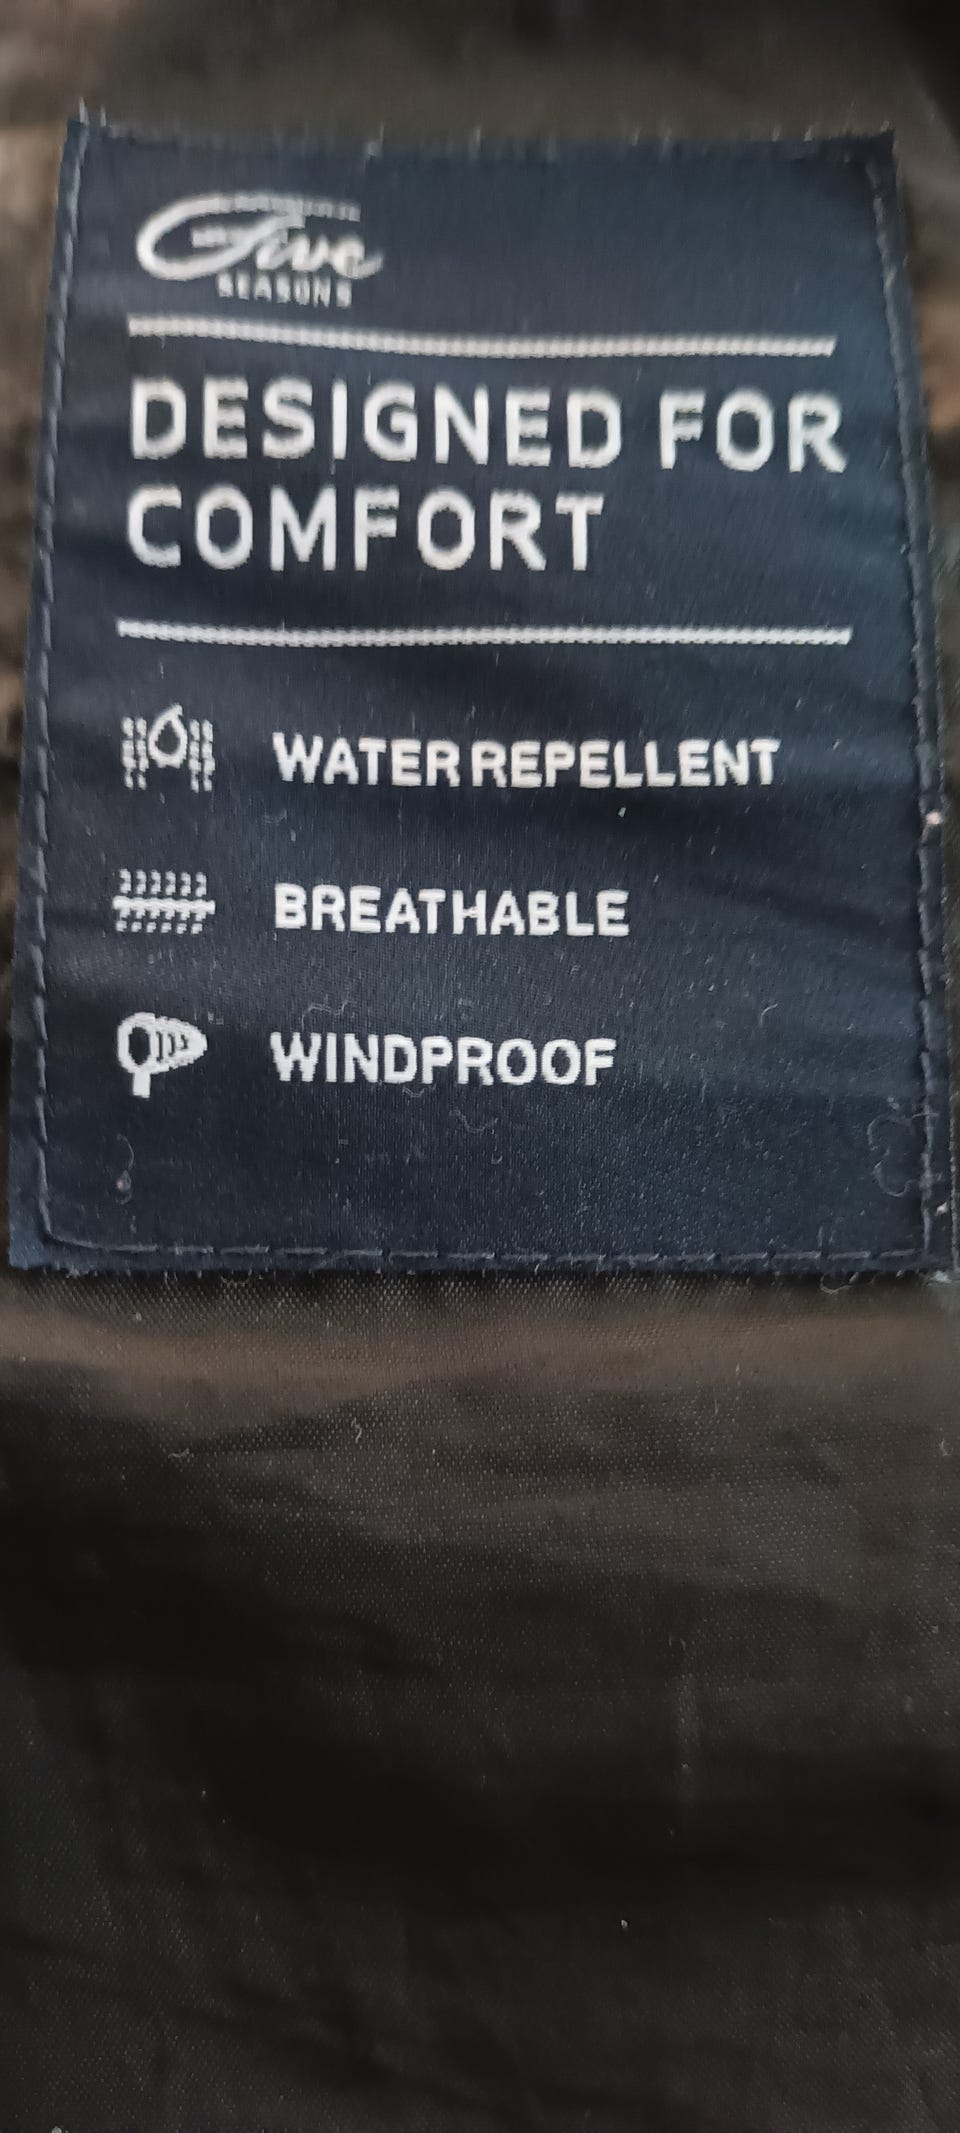 Five
SEASONS
DESIGNED FOR
COMFORT
WATER REPELLENT
BREATHABLE
WINDPROOF